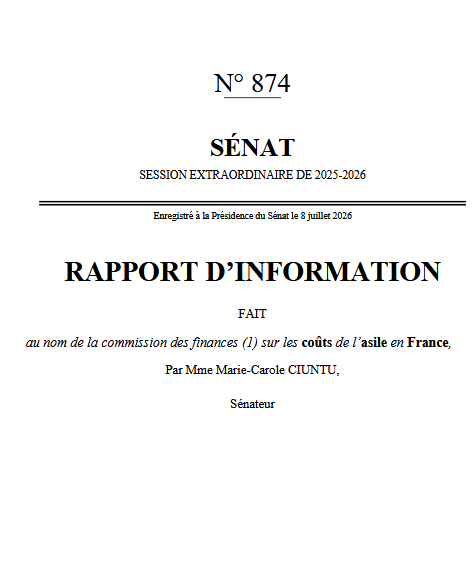 N° 874
SÉNAT
SESSION EXTRAORDINAIRE DE 2025-2026
Enregistré à la Présidence du Sénat le 8 juillet 2026
RAPPORT D’INFORMATION
FAIT
au nom de la commission des finances (1) sur les coûts de l’asile en France,
Par Mme Marie-Carole CIUNTU,
Sénateur